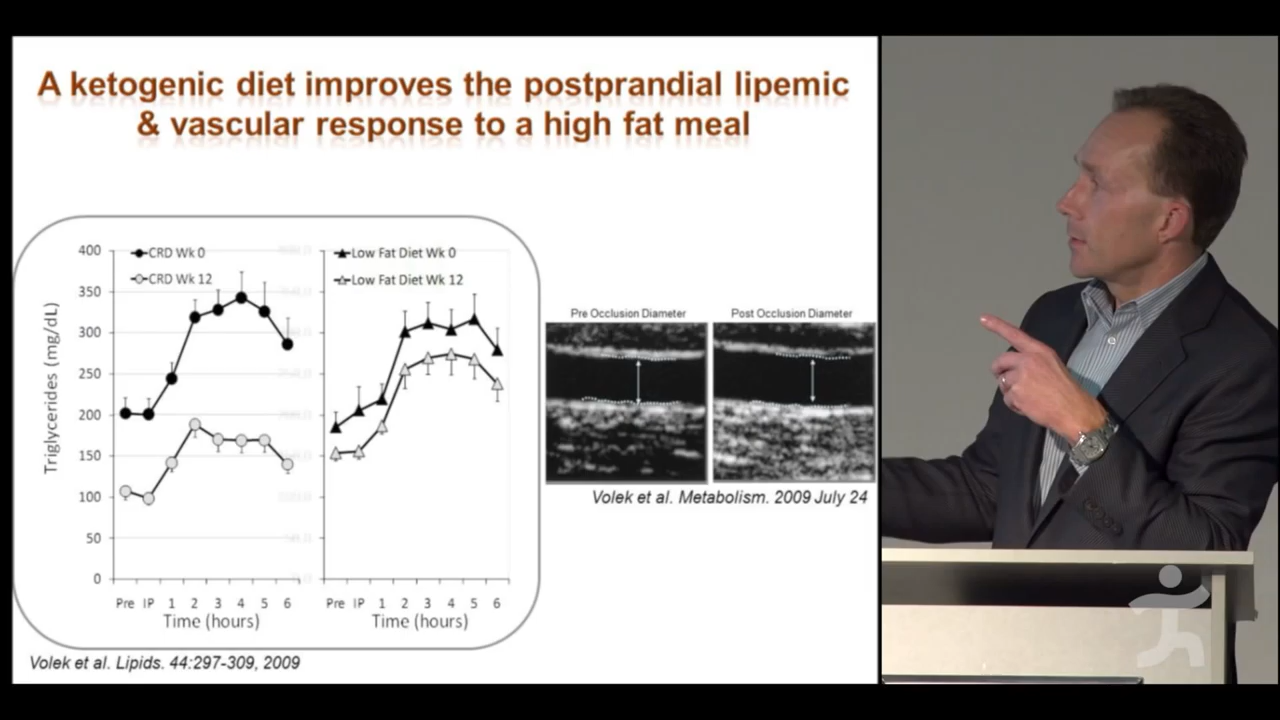 A ketogenic diet improves the postprandial lipemic
& vascular response to a high fat meal
400
350
300
250
200
150
100
50
0
Triglycerides (mg/dL)
CRD Wk 0
CRD Wk 12
Pre IP 1 2 3 4 5 6
Time (hours)
Low Fat Diet Wk 0
Low Fat Diet Wk 12
Pre IP 1 2 3 4 5 6
Time (hours)
Pre Occlusion Diameter
Post Occlusion Diameter
Volek et al. Metabolism. 2009 July 24
Volek et al. Lipids. 44:297-309, 2009